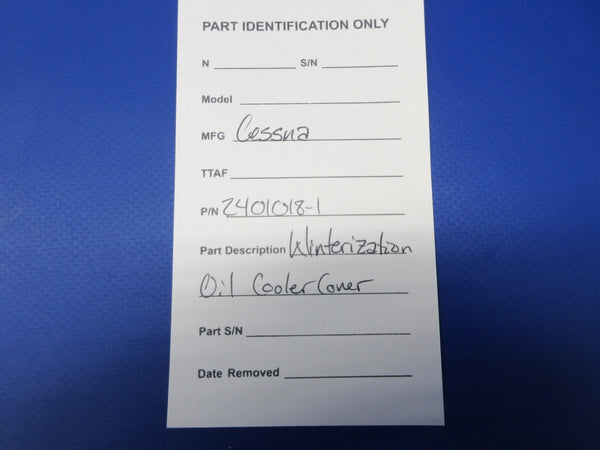 PART IDENTIFICATION ONLY
N S/N
Model
MFG Cessna
TTAF
P/N 2401018-1
Part Description Winterization
Oil Cooler Cover
Part S/N
Date Removed